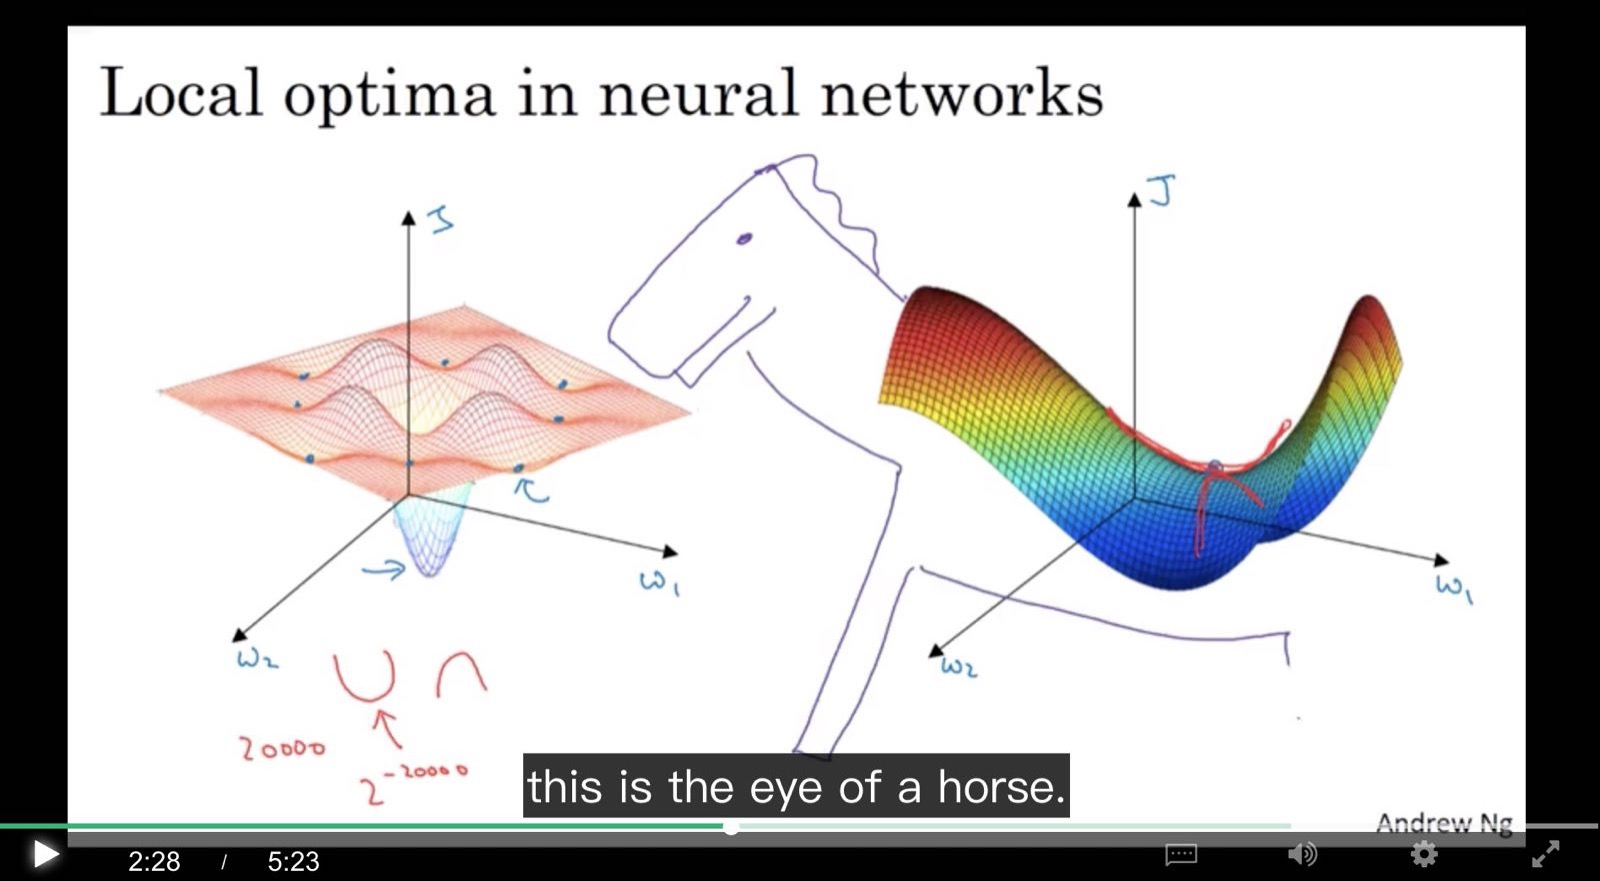 Local optima in neural networks
J
J
w₁
w₂
w₁
w₂
20000
2⁻²⁰⁰⁰⁰
this is the eye of a horse.
Andrew Ng
2:28 / 5:23